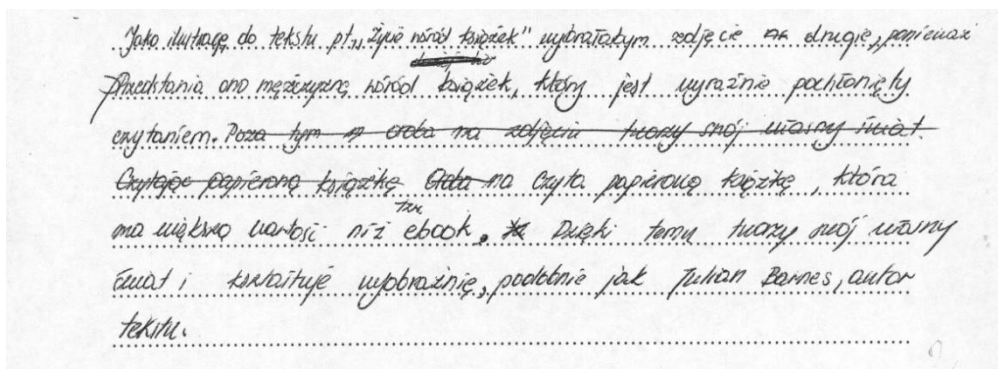 Jako ilustrację do tekstu pt. „Życie wśród książek" wybrałabym zdjęcie drugie, ponieważ
Przedstawia ono mężczyznę wśród książek, który jest wyraźnie pochłonięty
czytaniem. Poza tym osoba na zdjęciu tworzy swój własny świat.
Czytając papierową książkę Osoba na Czyta papierową książkę, która
ma większą wartość niż tzw ebook. Dzięki temu tworzy swój własny
świat i kształtuje wyobraźnię, podobnie jak Julian Barnes, autor
tekstu.